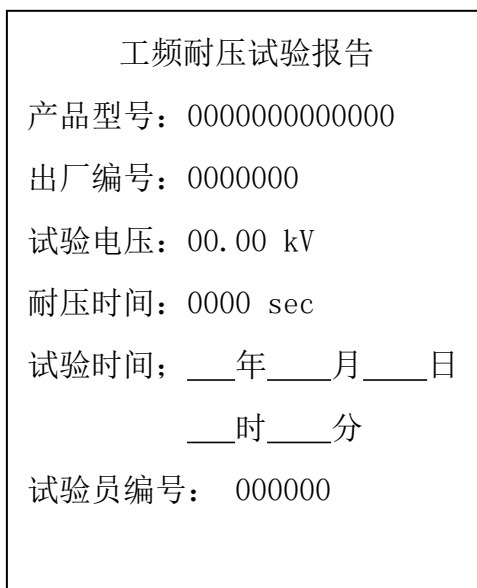 工频耐压试验报告
产品型号：0000000000000
出厂编号：0000000
试验电压：00.00 kV
耐压时间：0000 sec
试验时间；___年____月____日
___时____分
试验员编号： 000000